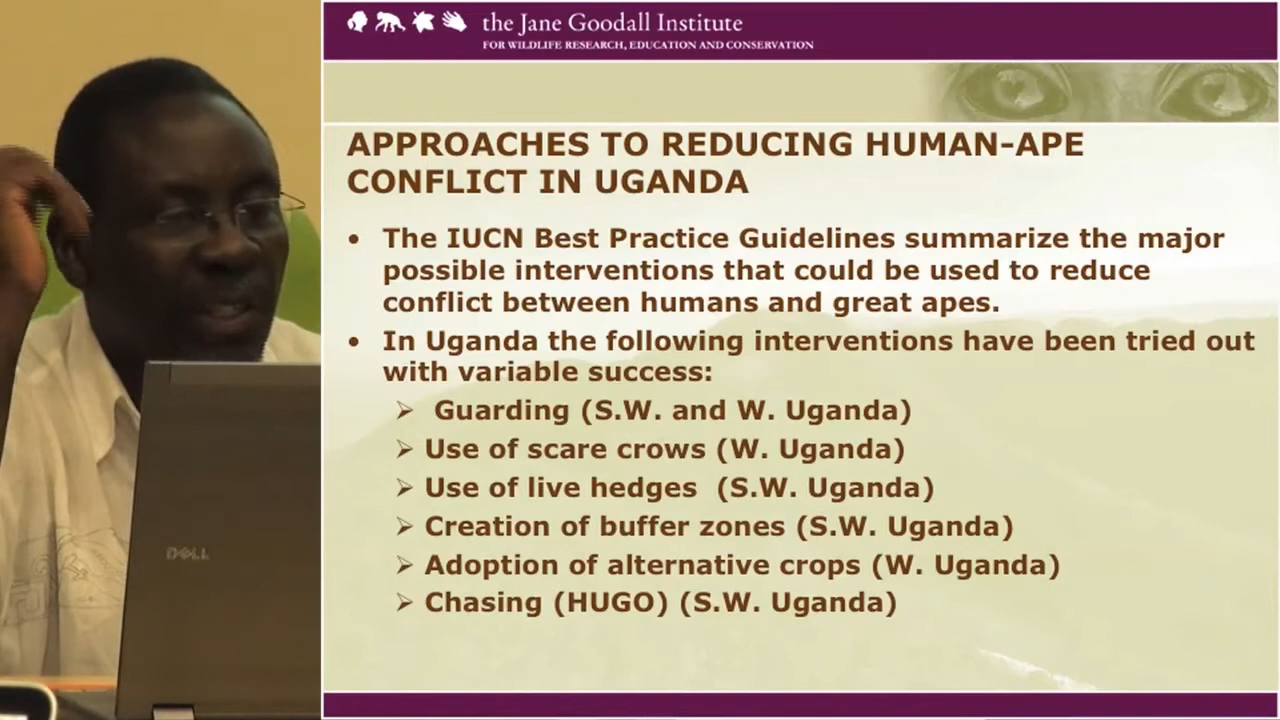 the Jane Goodall Institute
FOR WILDLIFE RESEARCH, EDUCATION AND CONSERVATION
APPROACHES TO REDUCING HUMAN-APE
CONFLICT IN UGANDA
• The IUCN Best Practice Guidelines summarize the major
possible interventions that could be used to reduce
conflict between humans and great apes.
• In Uganda the following interventions have been tried out
with variable success:
➢ Guarding (S.W. and W. Uganda)
➢ Use of scare crows (W. Uganda)
➢ Use of live hedges (S.W. Uganda)
➢ Creation of buffer zones (S.W. Uganda)
➢ Adoption of alternative crops (W. Uganda)
➢ Chasing (HUGO) (S.W. Uganda)
DELL